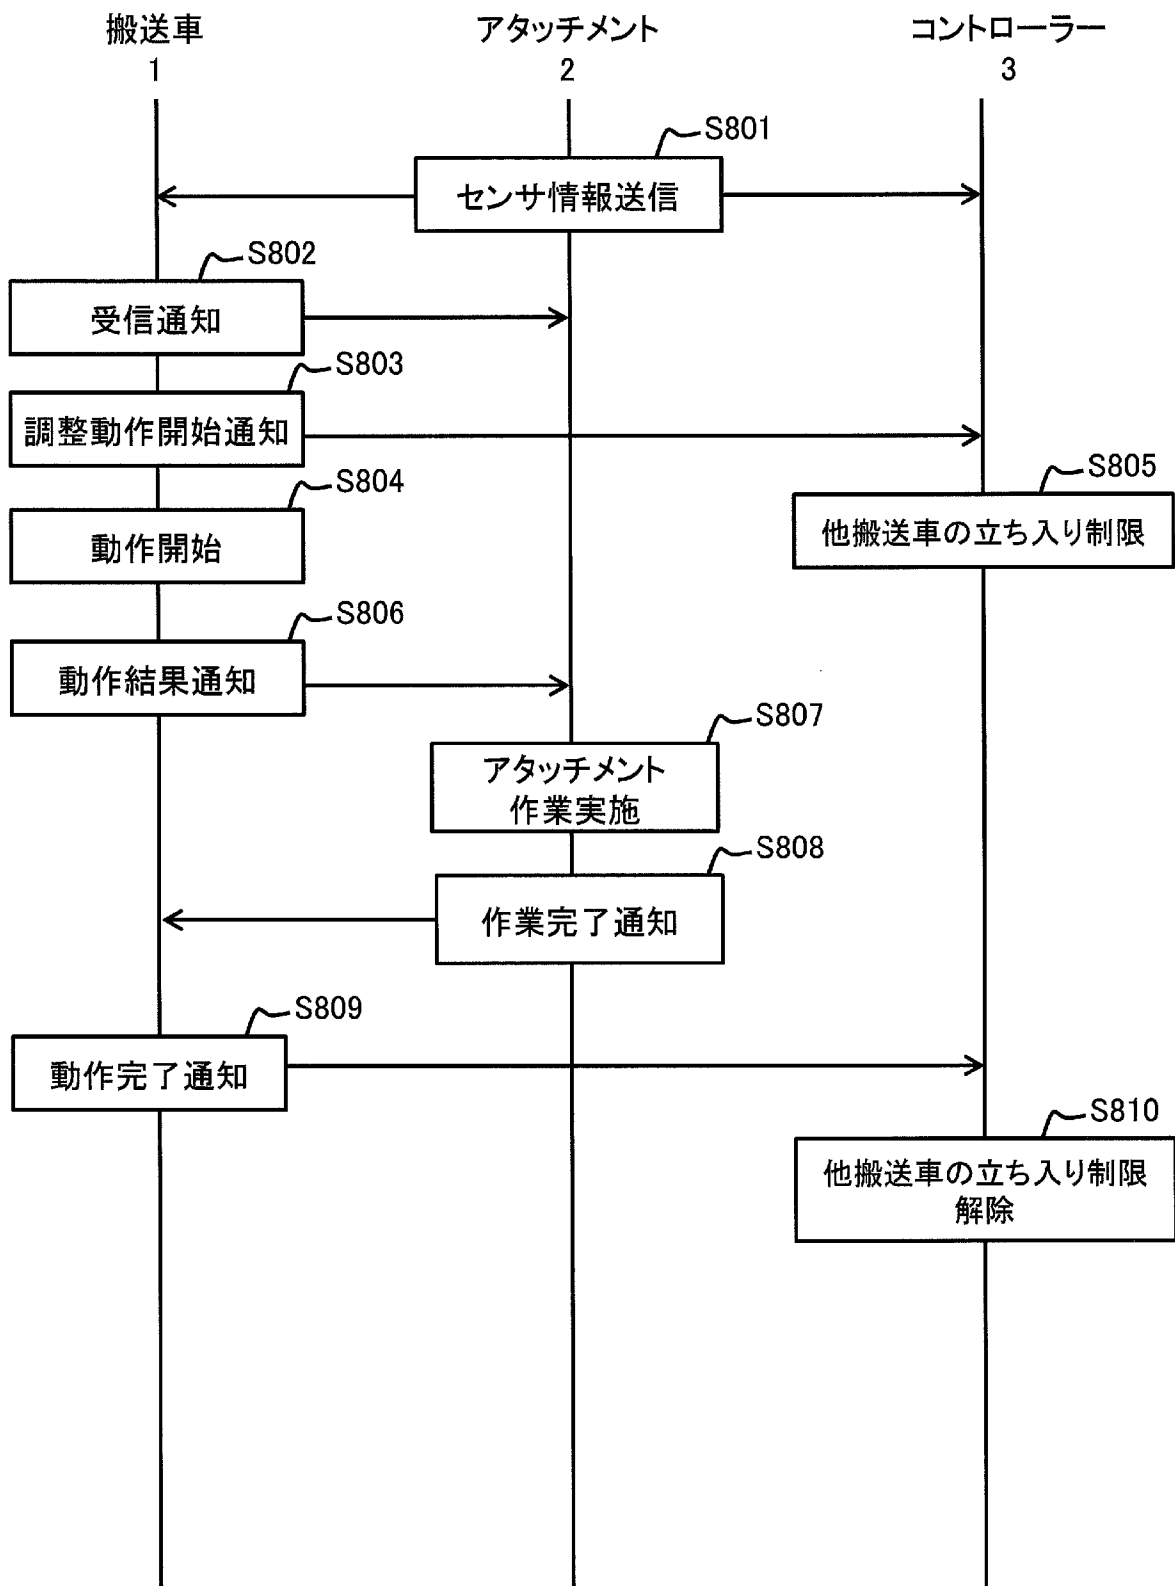 搬送車
1
アタッチメント
2
コントローラー
3
S801
センサ情報送信
S802
受信通知
S803
調整動作開始通知
S804
動作開始
S805
他搬送車の立ち入り制限
S806
動作結果通知
S807
アタッチメント
作業実施
S808
作業完了通知
S809
動作完了通知
S810
他搬送車の立ち入り制限
解除